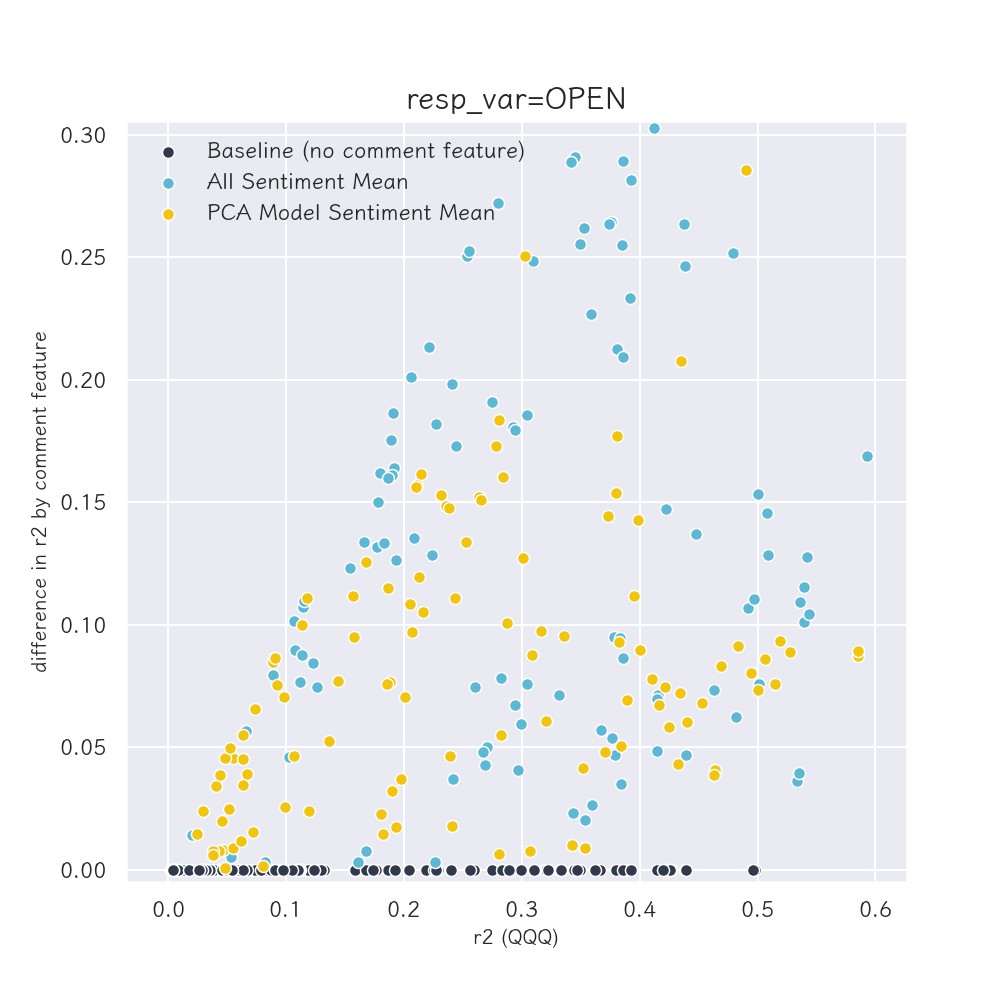 resp_var=OPEN
Baseline (no comment feature)
All Sentiment Mean
PCA Model Sentiment Mean
difference in r2 by comment feature
0.30
0.25
0.20
0.15
0.10
0.05
0.00
0.0 0.1 0.2 0.3 0.4 0.5 0.6
r2 (QQQ)